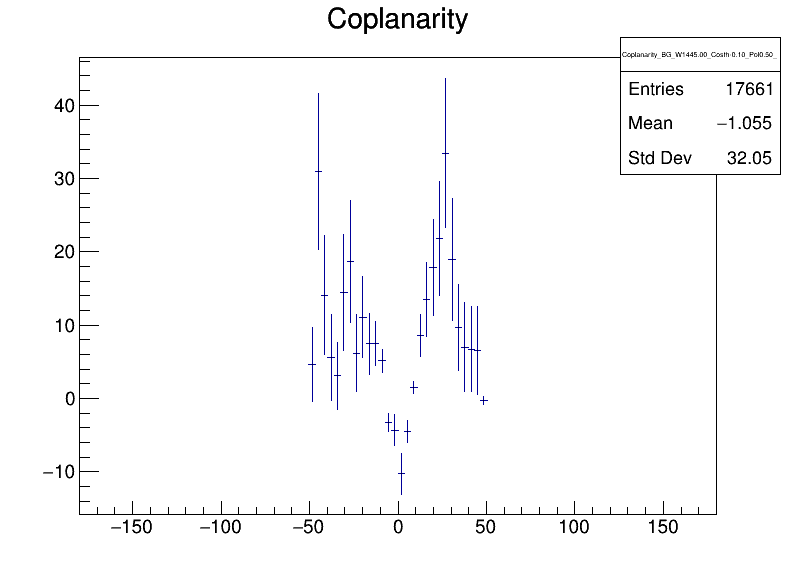 Coplanarity
Coplanarity_BG_W1445.00_Costh-0.10_Pol0.50_
Entries 17661
Mean −1.055
Std Dev 32.05
40
30
20
10
0
−10
−150 −100 −50 0 50 100 150